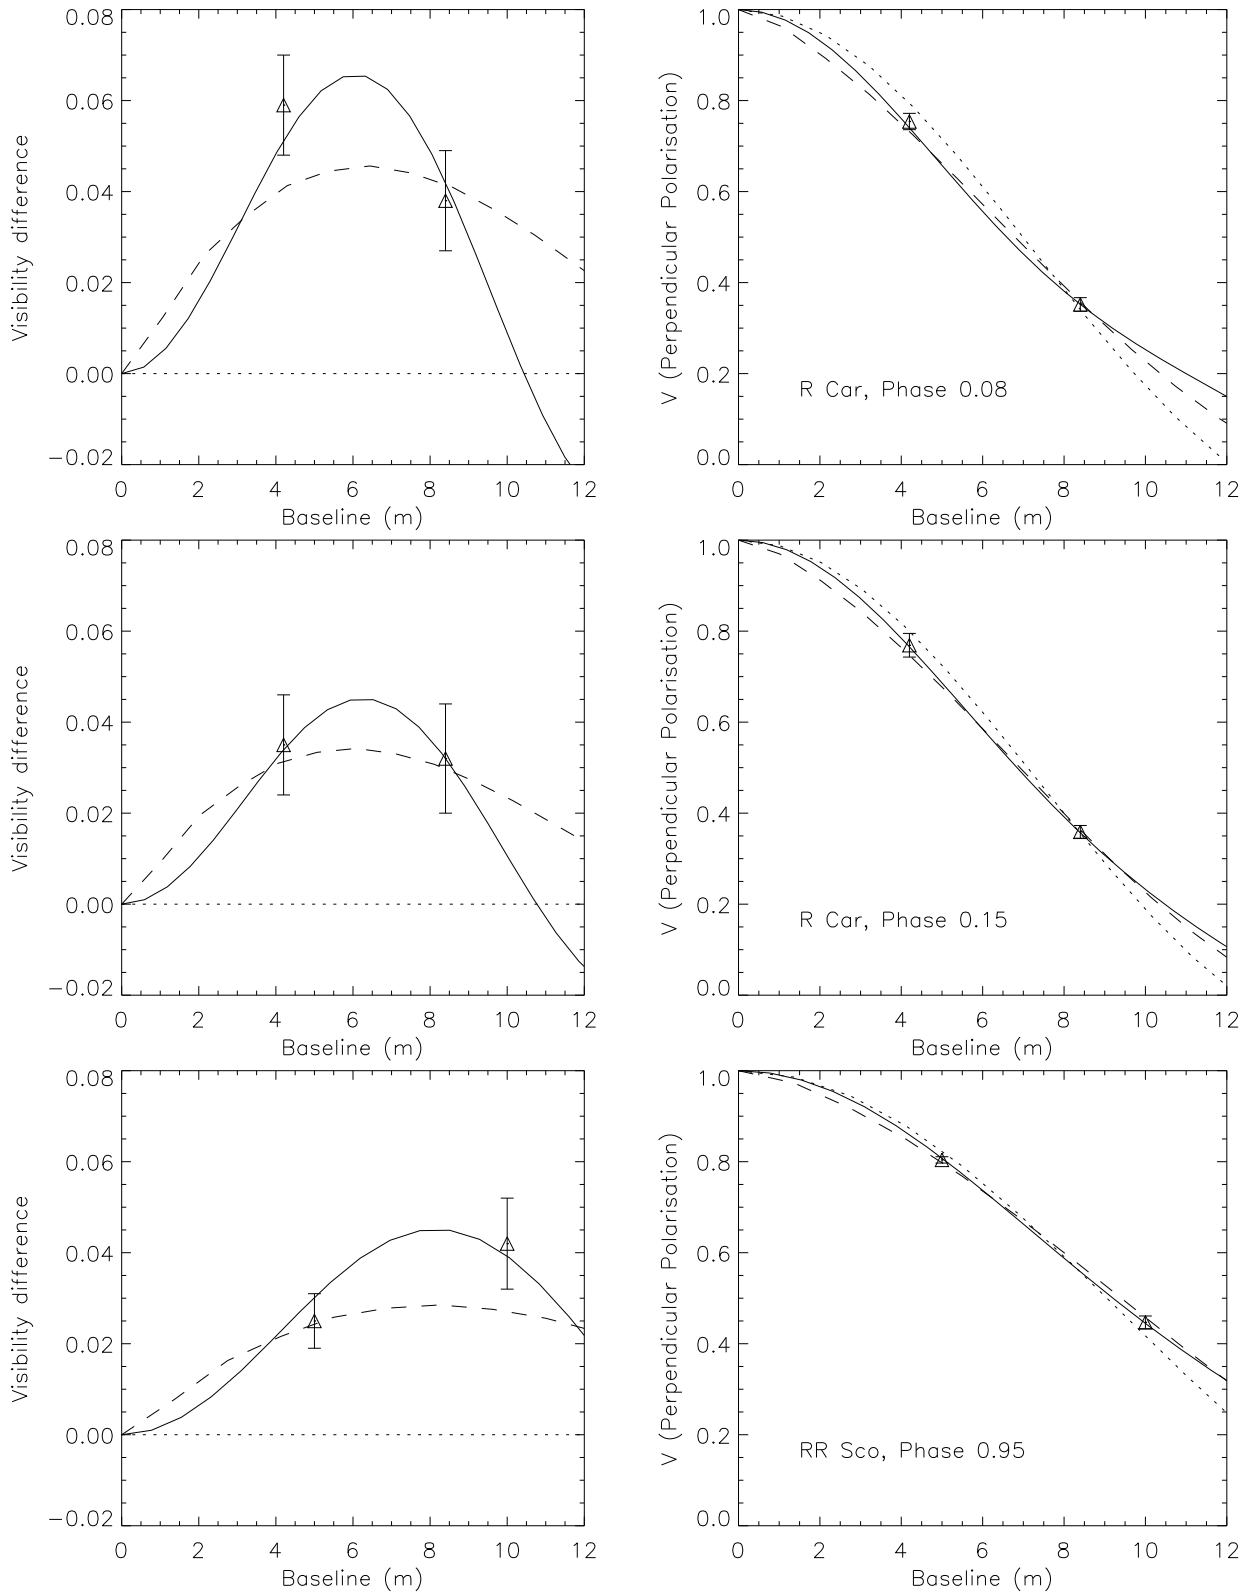 0.08
0.06
0.04
0.02
0.00
−0.02
Visibility difference
0 2 4 6 8 10 12
Baseline (m)
1.0
0.8
0.6
0.4
0.2
0.0
V (Perpendicular Polarisation)
R Car, Phase 0.08
0 2 4 6 8 10 12
Baseline (m)
0.08
0.06
0.04
0.02
0.00
−0.02
Visibility difference
0 2 4 6 8 10 12
Baseline (m)
1.0
0.8
0.6
0.4
0.2
0.0
V (Perpendicular Polarisation)
R Car, Phase 0.15
0 2 4 6 8 10 12
Baseline (m)
0.08
0.06
0.04
0.02
0.00
−0.02
Visibility difference
0 2 4 6 8 10 12
Baseline (m)
1.0
0.8
0.6
0.4
0.2
0.0
V (Perpendicular Polarisation)
RR Sco, Phase 0.95
0 2 4 6 8 10 12
Baseline (m)